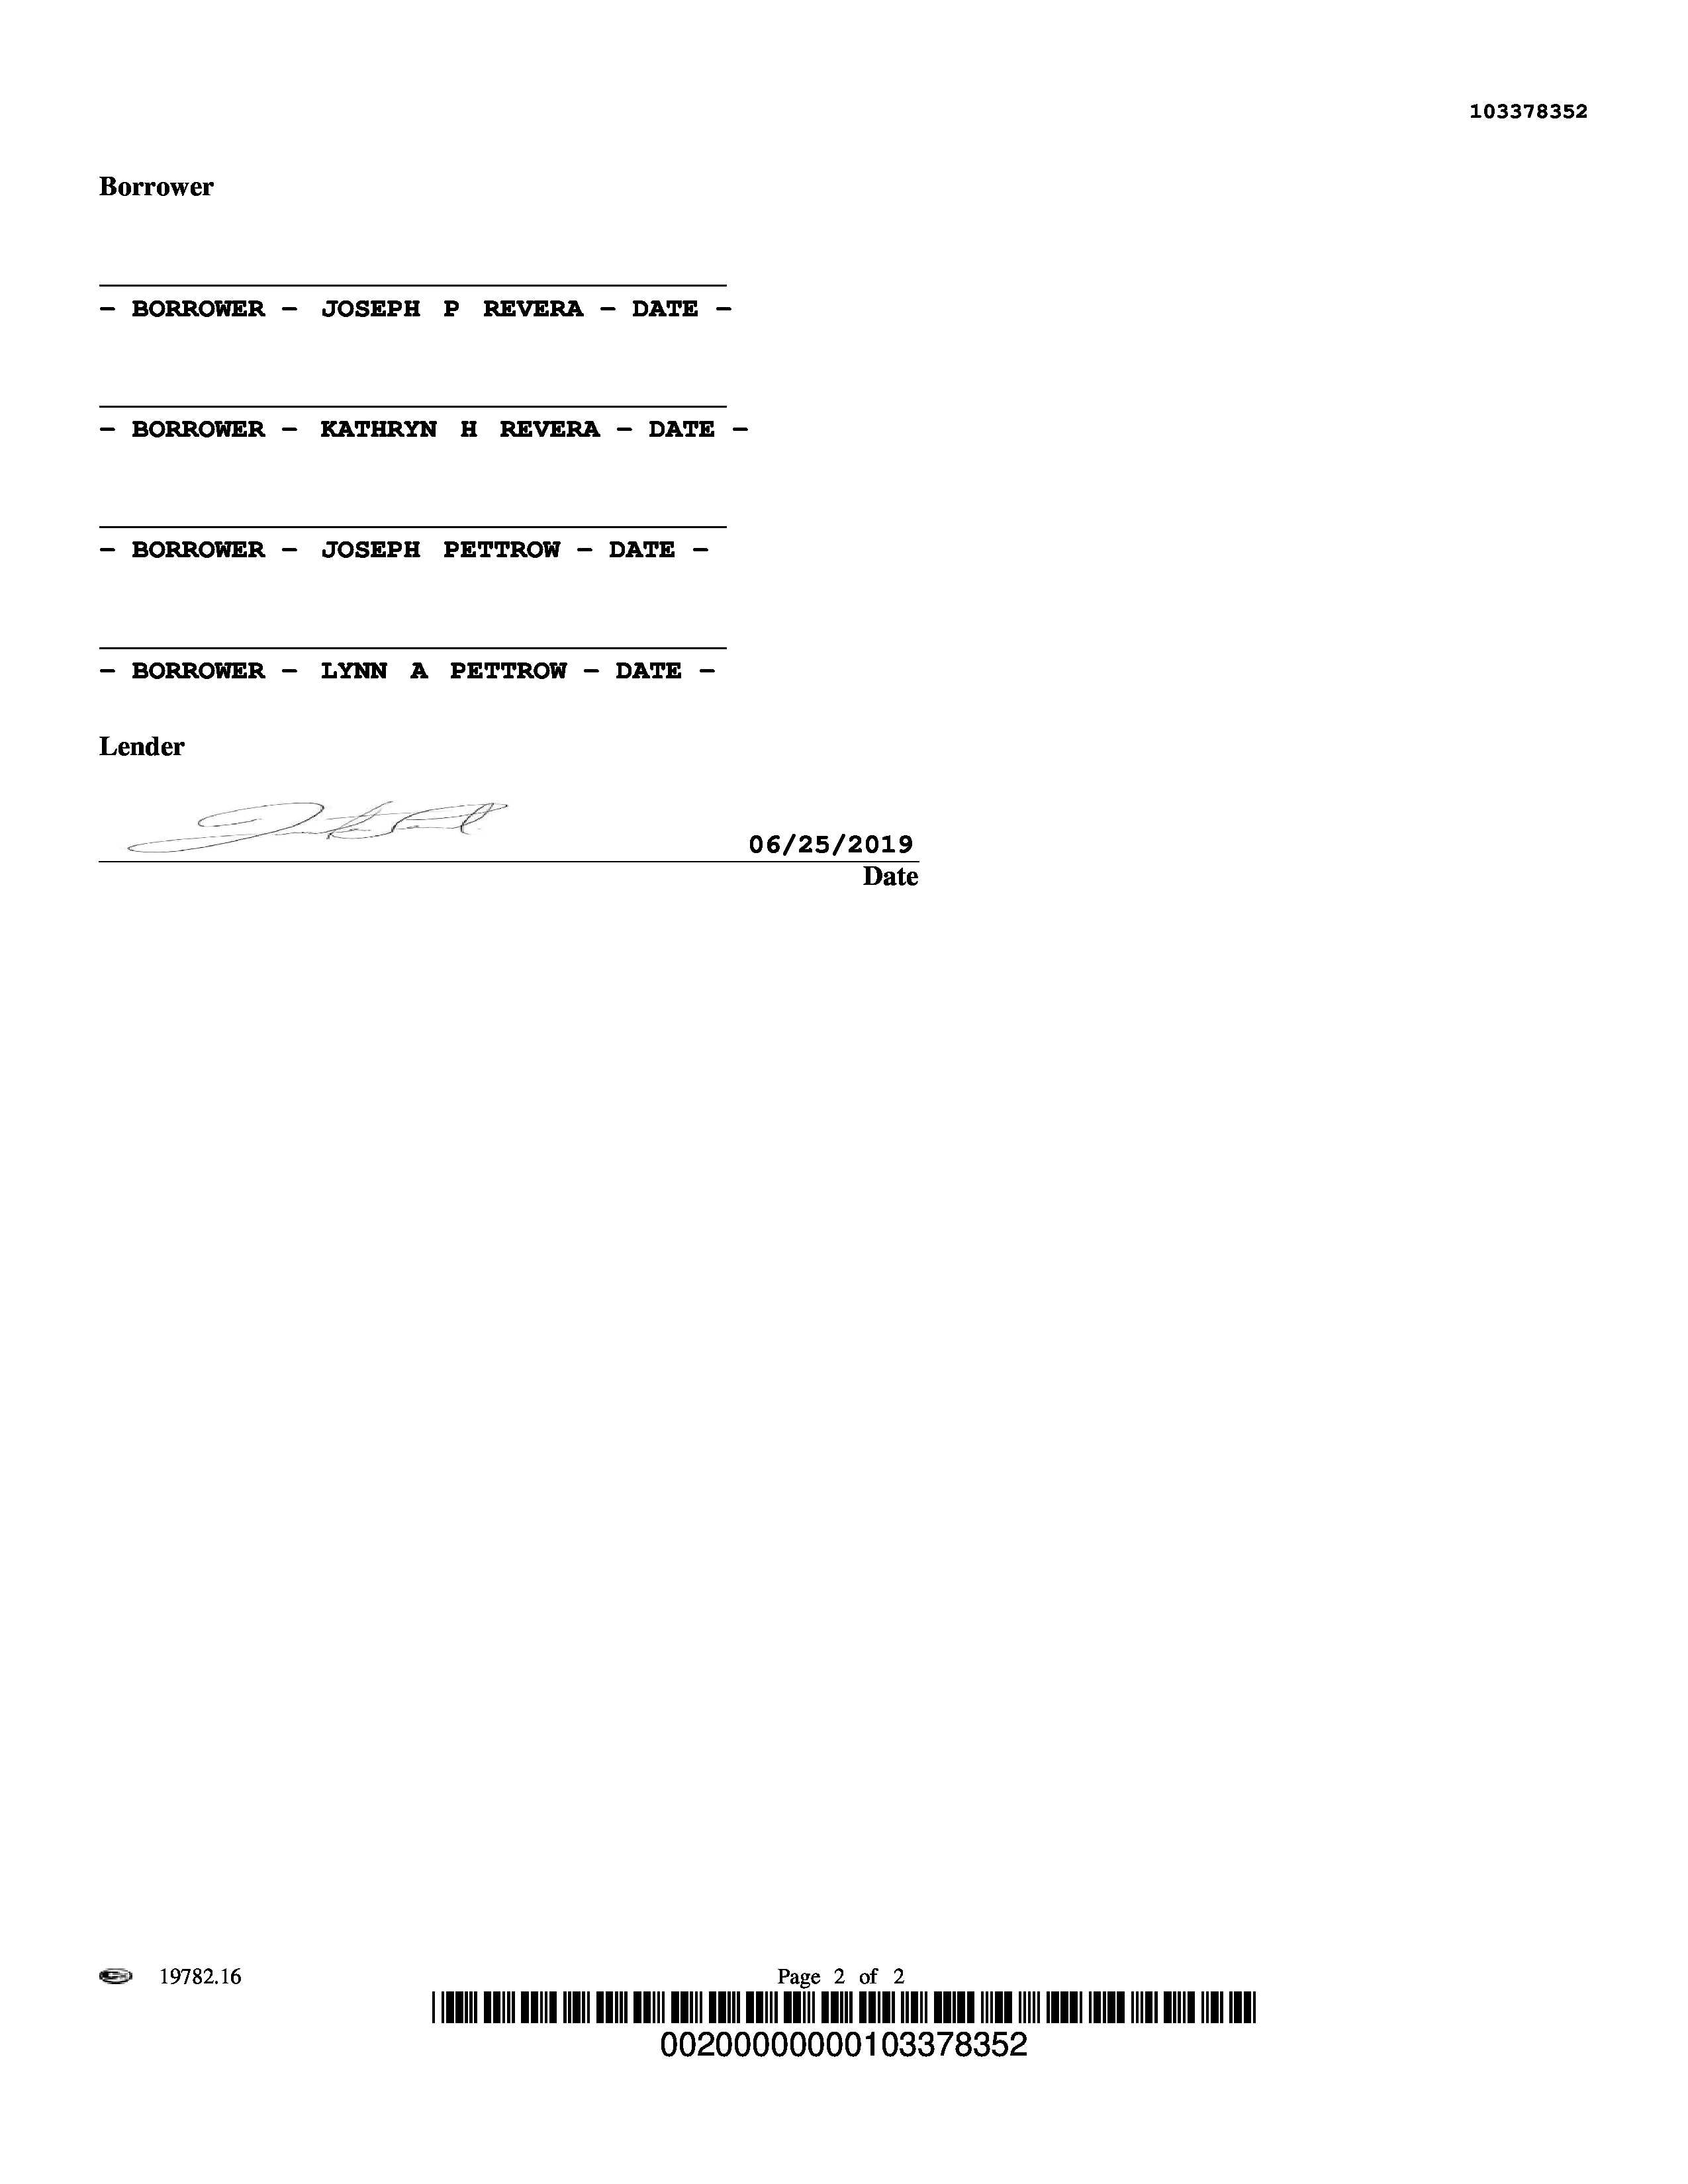 103378352
Borrower
- BORROWER - JOSEPH P REVERA - DATE -
- BORROWER - KATHRYN H REVERA - DATE -
- BORROWER - JOSEPH PETTROW - DATE -
- BORROWER - LYNN A PETTROW - DATE -
Lender
06/25/2019
Date
19782.16
Page 2 of 2
00200000000103378352